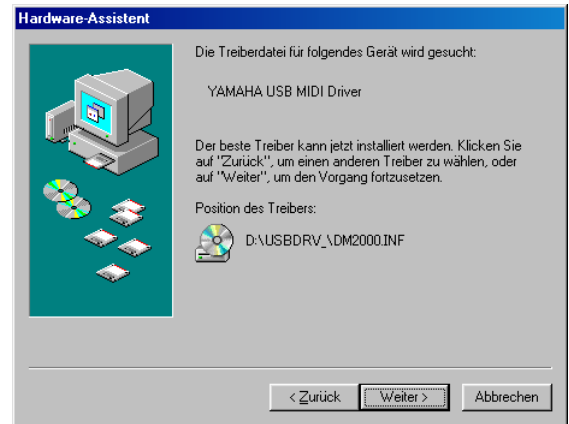 Hardware-Assistent
Die Treiberdatei für folgendes Gerät wird gesucht:
YAMAHA USB MIDI Driver
Der beste Treiber kann jetzt installiert werden. Klicken Sie
auf "Zurück", um einen anderen Treiber zu wählen, oder
auf "Weiter", um den Vorgang fortzusetzen.
Position des Treibers:
D:\USBDRV_\DM2000.INF
< Zurück Weiter > Abbrechen